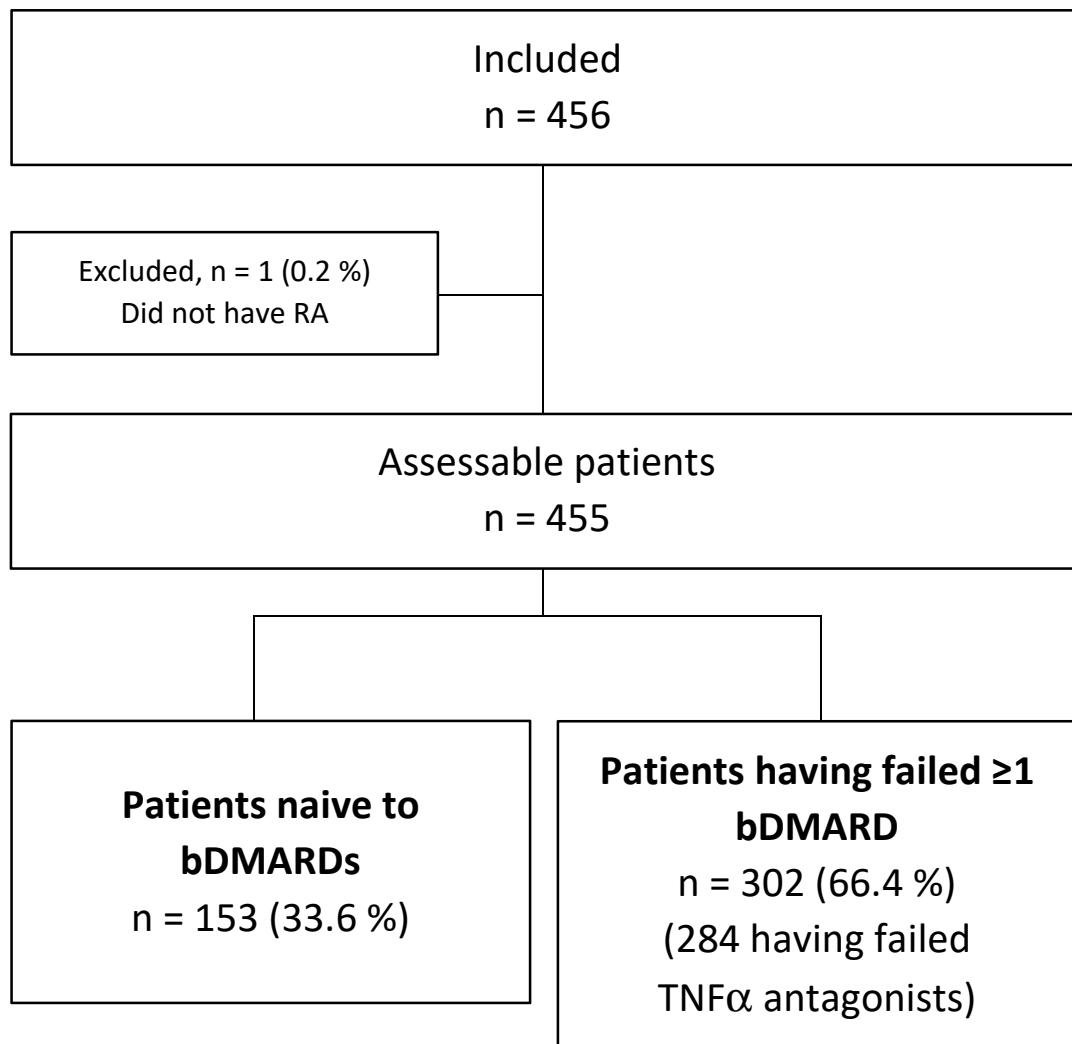 Included
n = 456
Excluded, n = 1 (0.2 %)
Did not have RA
Assessable patients
n = 455
Patients naive to
bDMARDs
n = 153 (33.6 %)
Patients having failed ≥1
bDMARD
n = 302 (66.4 %)
(284 having failed
TNFα antagonists)